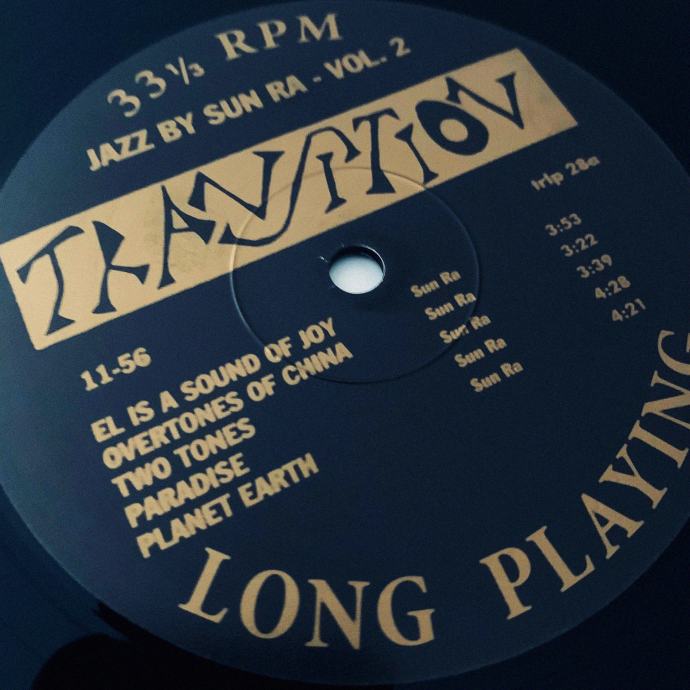 33⅓ RPM
JAZZ BY SUN RA - VOL. 2
TRANSITION
trlp 28a
11-56
EL IS A SOUND OF JOY Sun Ra 3:53
OVERTONES OF CHINA Sun Ra 3:22
TWO TONES Sun Ra 3:39
PARADISE Sun Ra 4:28
PLANET EARTH Sun Ra 4:21
LONG PLAYING